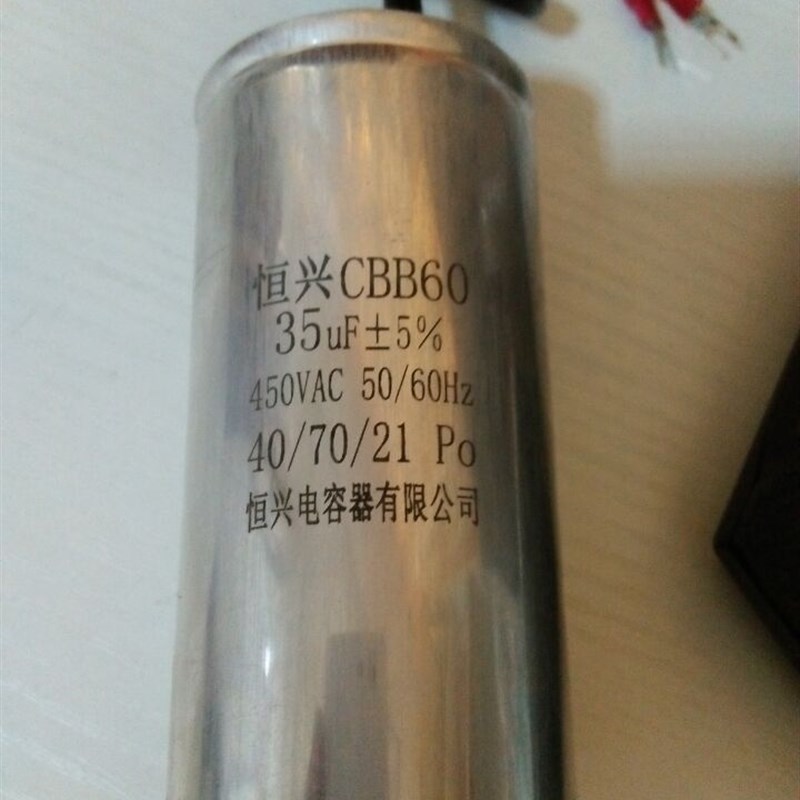 恒兴CBB60
35uF±5%
450VAC 50/60Hz
40/70/21 Po
恒兴电容器有限公司